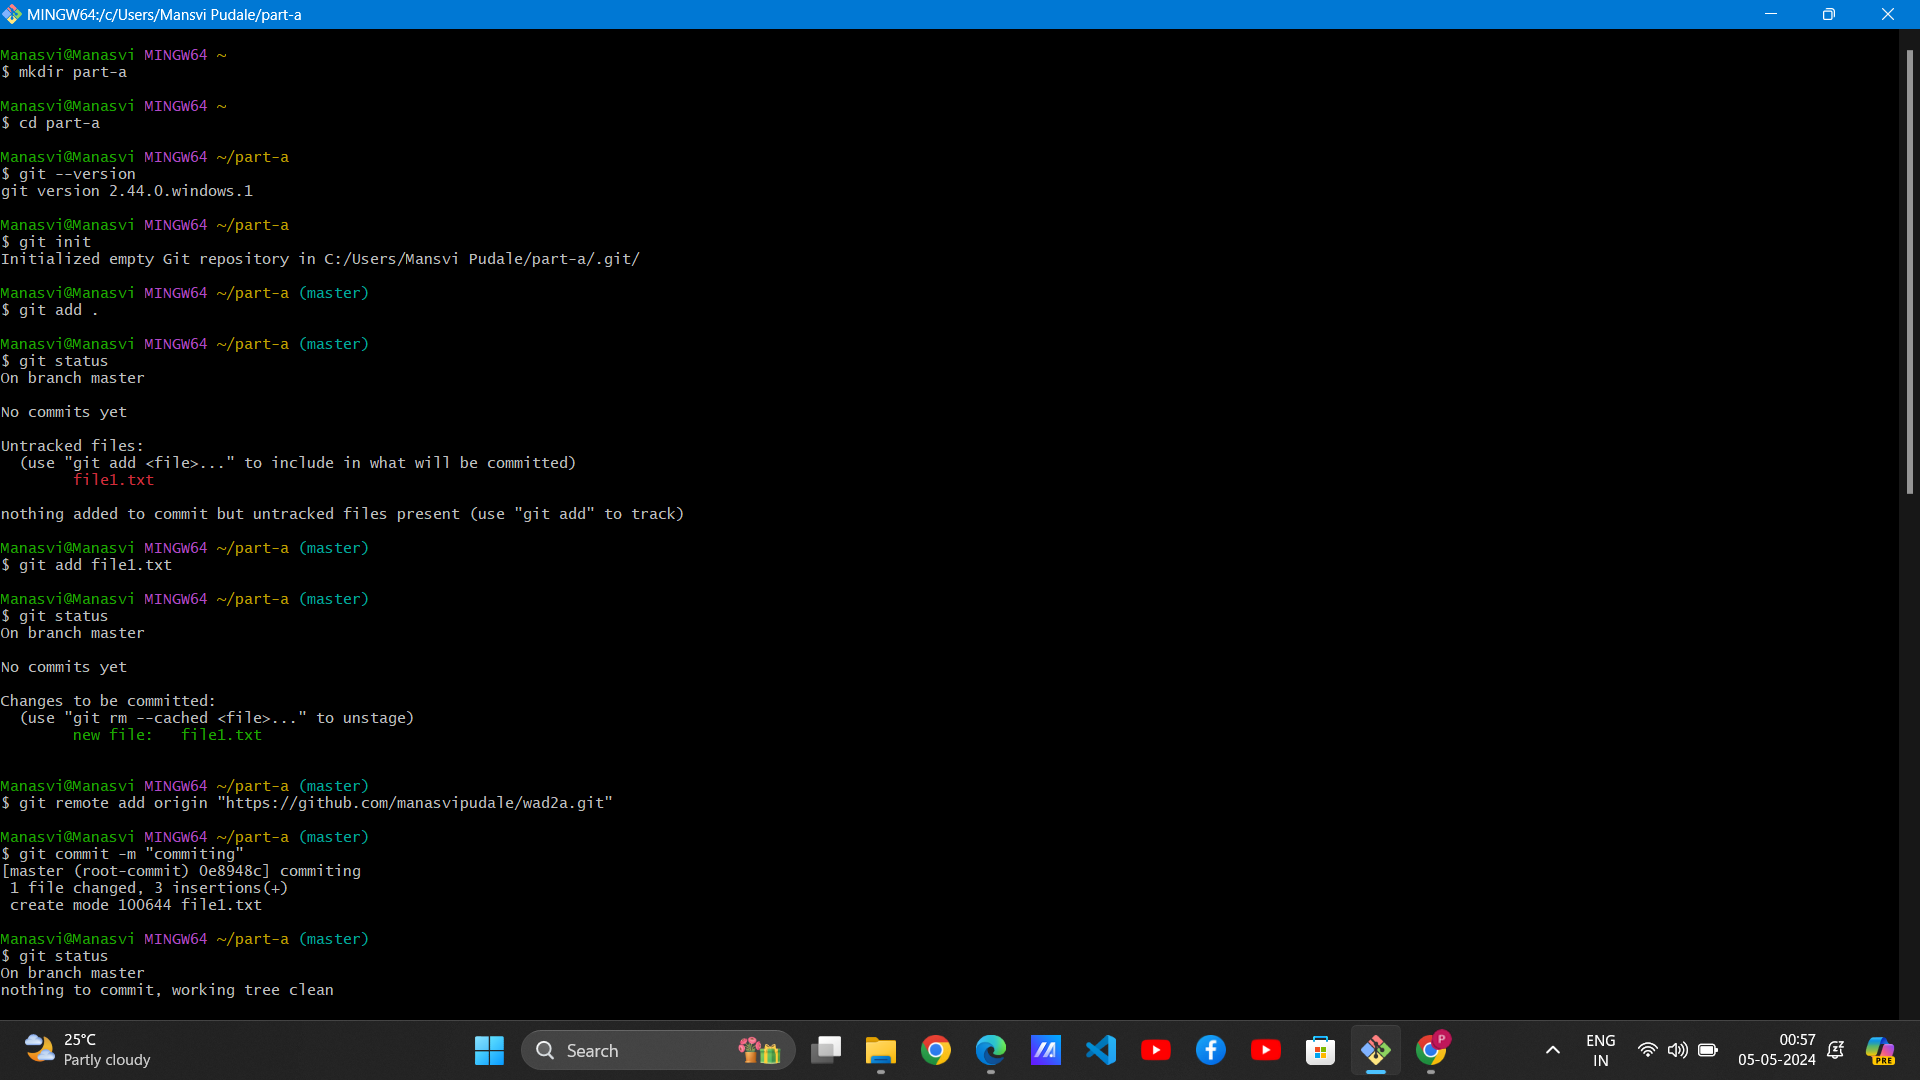 MINGW64:/c/Users/Mansvi Pudale/part-a
Manasvi@Manasvi MINGW64 ~
$ mkdir part-a
Manasvi@Manasvi MINGW64 ~
$ cd part-a
Manasvi@Manasvi MINGW64 ~/part-a
$ git --version
git version 2.44.0.windows.1
Manasvi@Manasvi MINGW64 ~/part-a
$ git init
Initialized empty Git repository in C:/Users/Mansvi Pudale/part-a/.git/
Manasvi@Manasvi MINGW64 ~/part-a (master)
$ git add .
Manasvi@Manasvi MINGW64 ~/part-a (master)
$ git status
On branch master
No commits yet
Untracked files:
  (use "git add <file>..." to include in what will be committed)
        file1.txt
nothing added to commit but untracked files present (use "git add" to track)
Manasvi@Manasvi MINGW64 ~/part-a (master)
$ git add file1.txt
Manasvi@Manasvi MINGW64 ~/part-a (master)
$ git status
On branch master
No commits yet
Changes to be committed:
  (use "git rm --cached <file>..." to unstage)
        new file:   file1.txt
Manasvi@Manasvi MINGW64 ~/part-a (master)
$ git remote add origin "https://github.com/manasvipudale/wad2a.git"
Manasvi@Manasvi MINGW64 ~/part-a (master)
$ git commit -m "commiting"
[master (root-commit) 0e8948c] commiting
 1 file changed, 3 insertions(+)
 create mode 100644 file1.txt
Manasvi@Manasvi MINGW64 ~/part-a (master)
$ git status
On branch master
nothing to commit, working tree clean
25°C
Partly cloudy
Search
P
ENG
IN
00:57
05-05-2024
PRE